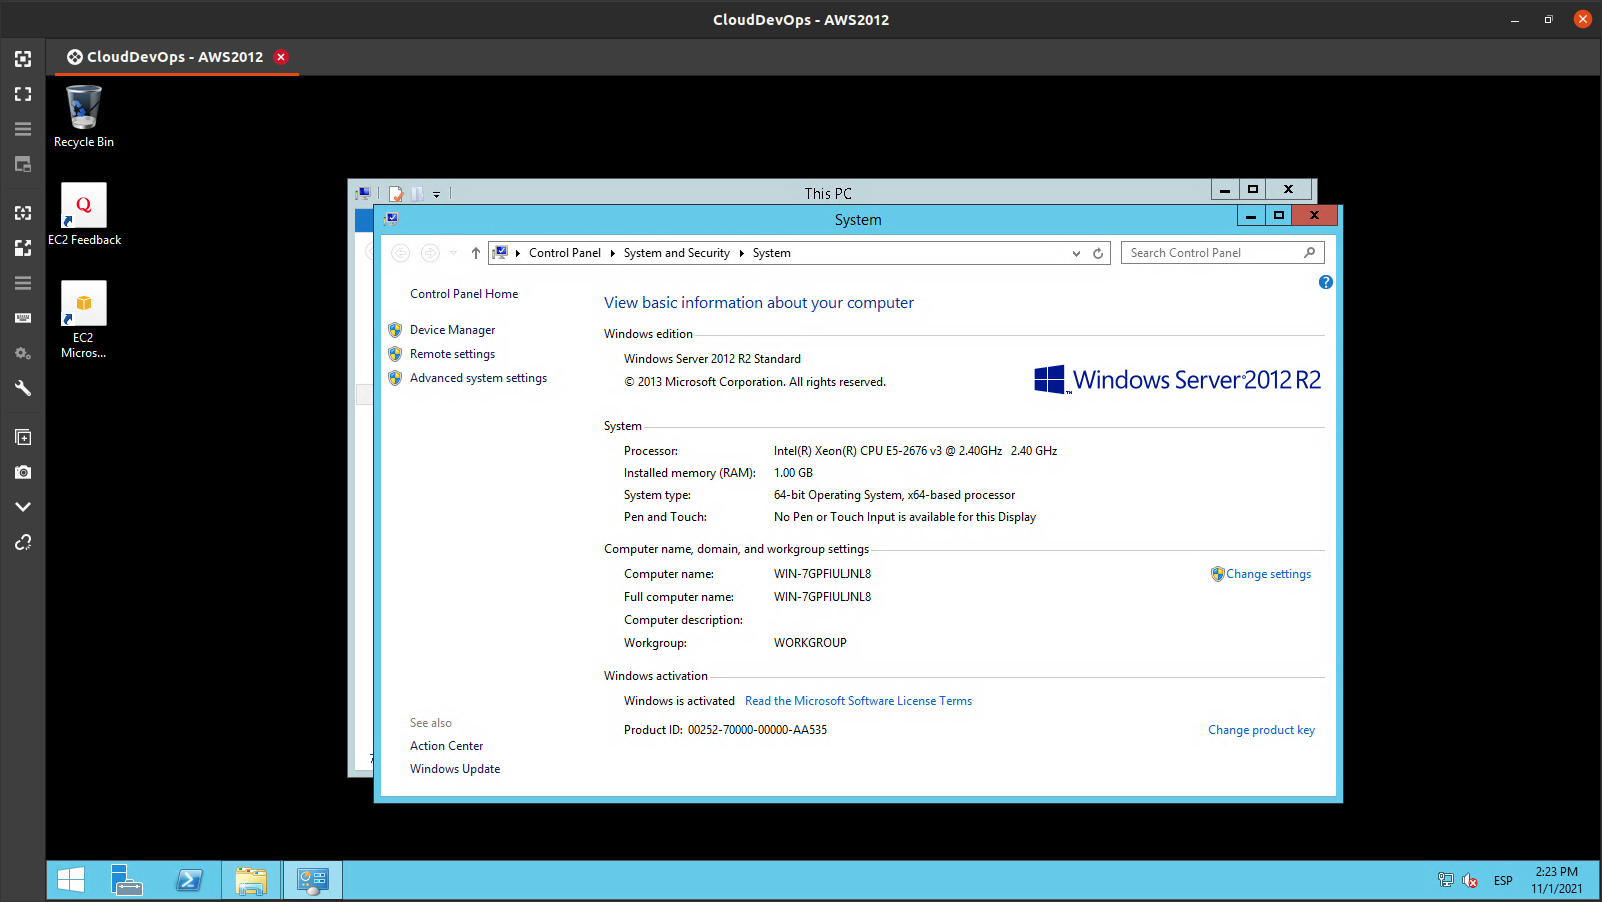 CloudDevOps - AWS2012
CloudDevOps - AWS2012
Recycle Bin
EC2 Feedback
EC2
Micros...
This PC
System
Control Panel System and Security System
Search Control Panel
Control Panel Home
Device Manager
Remote settings
Advanced system settings
See also
Action Center
Windows Update
View basic information about your computer
Windows edition
Windows Server 2012 R2 Standard
© 2013 Microsoft Corporation. All rights reserved.
Windows Server 2012 R2
System
Processor: Intel(R) Xeon(R) CPU E5-2676 v3 @ 2.40GHz 2.40 GHz
Installed memory (RAM): 1.00 GB
System type: 64-bit Operating System, x64-based processor
Pen and Touch: No Pen or Touch Input is available for this Display
Computer name, domain, and workgroup settings
Computer name: WIN-7GPFIULJNL8 Change settings
Full computer name: WIN-7GPFIULJNL8
Computer description:
Workgroup: WORKGROUP
Windows activation
Windows is activated Read the Microsoft Software License Terms
Product ID: 00252-70000-00000-AA535 Change product key
ESP
2:23 PM
11/1/2021